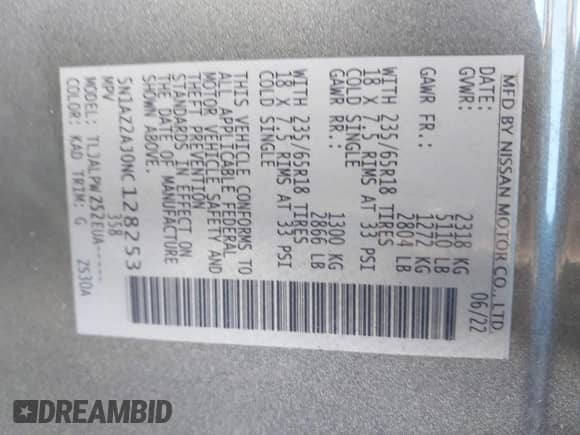 MFD BY NISSAN MOTOR CO., LTD
DATE: 06/22
GVWR: 2318 KG
5110 LB
GAWR FR.: 1272 KG
2804 LB
WITH 235/65R18 TIRES
18 X 7.5 RIMS AT 33 PSI
COLD SINGLE
GAWR RR.: 1300 KG
2866 LB
WITH 235/65R18 TIRES
18 X 7.5 RIMS AT 33 PSI
COLD SINGLE
THIS VEHICLE CONFORMS TO
ALL APPLICABLE FEDERAL
MOTOR VEHICLE SAFETY AND
THEFT PREVENTION
STANDARDS IN EFFECT ON
THE DATE OF MANUFACTURE
SHOWN ABOVE.
5N1AZ2A30NC128253
MPV 358
MODEL: TLJALPWZ52EUA-----
COLOR: KAD TRIM: G ZS30A
DREAMBID